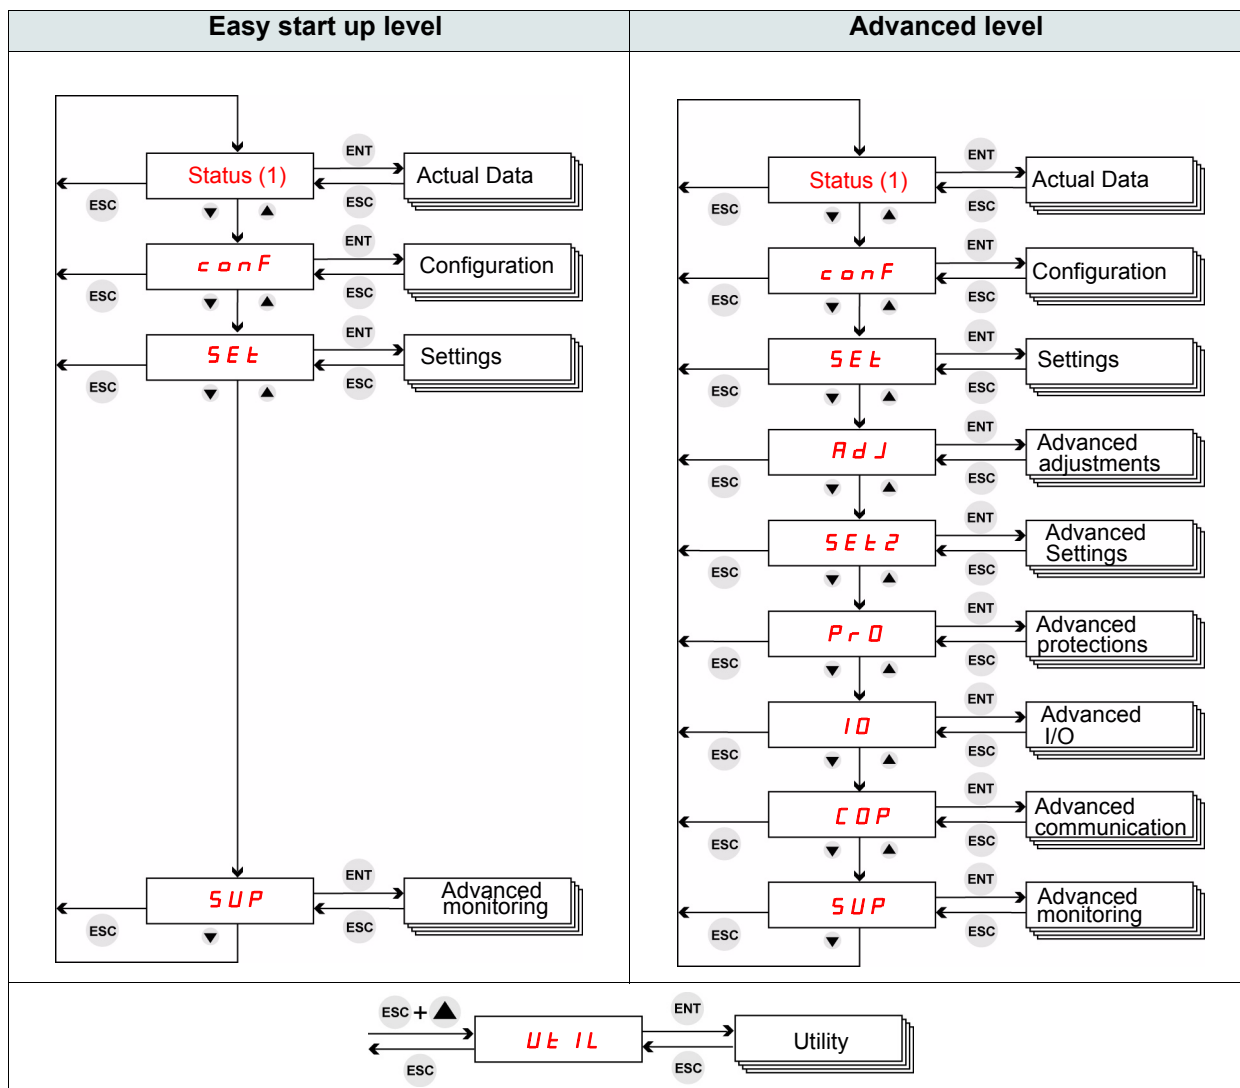 Easy start up level
Advanced level
ENT
Status (1)
Actual Data
ESC
ESC
ENT
conF
Configuration
ESC
ESC
ENT
SEt
Settings
ESC
ESC
ENT
SUP
Advanced
monitoring
ESC
ESC
ENT
Status (1)
Actual Data
ESC
ESC
ENT
conF
Configuration
ESC
ESC
ENT
SEt
Settings
ESC
ESC
ENT
AdJ
Advanced
adjustments
ESC
ESC
ENT
SEt2
Advanced
Settings
ESC
ESC
ENT
PrO
Advanced
protections
ESC
ESC
ENT
IO
Advanced
I/O
ESC
ESC
ENT
COP
Advanced
communication
ESC
ESC
ENT
SUP
Advanced
monitoring
ESC
ESC
ESC + ▲
ENT
UtIL
Utility
ESC
ESC